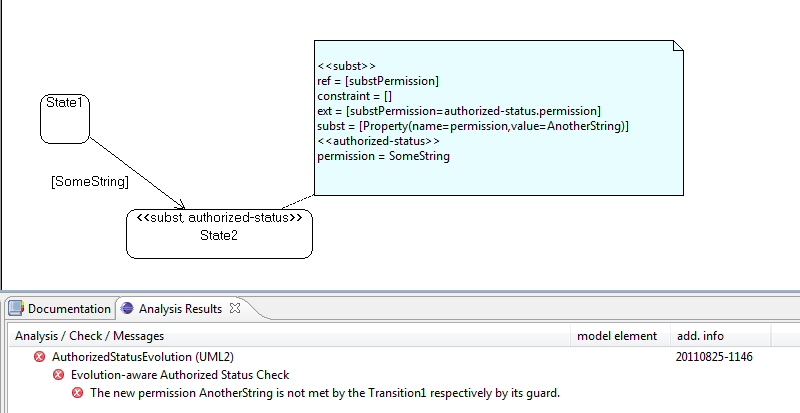 <<subst>>
ref = [substPermission]
constraint = []
ext = [substPermission=authorized-status.permission]
subst = [Property(name=permission,value=AnotherString)]
<<authorized-status>>
permission = SomeString
State1
[SomeString]
<<subst, authorized-status>>
State2
Documentation Analysis Results
Analysis / Check / Messages model element add. info
AuthorizedStatusEvolution (UML2) 20110825-1146
Evolution-aware Authorized Status Check
The new permission AnotherString is not met by the Transition1 respectively by its guard.